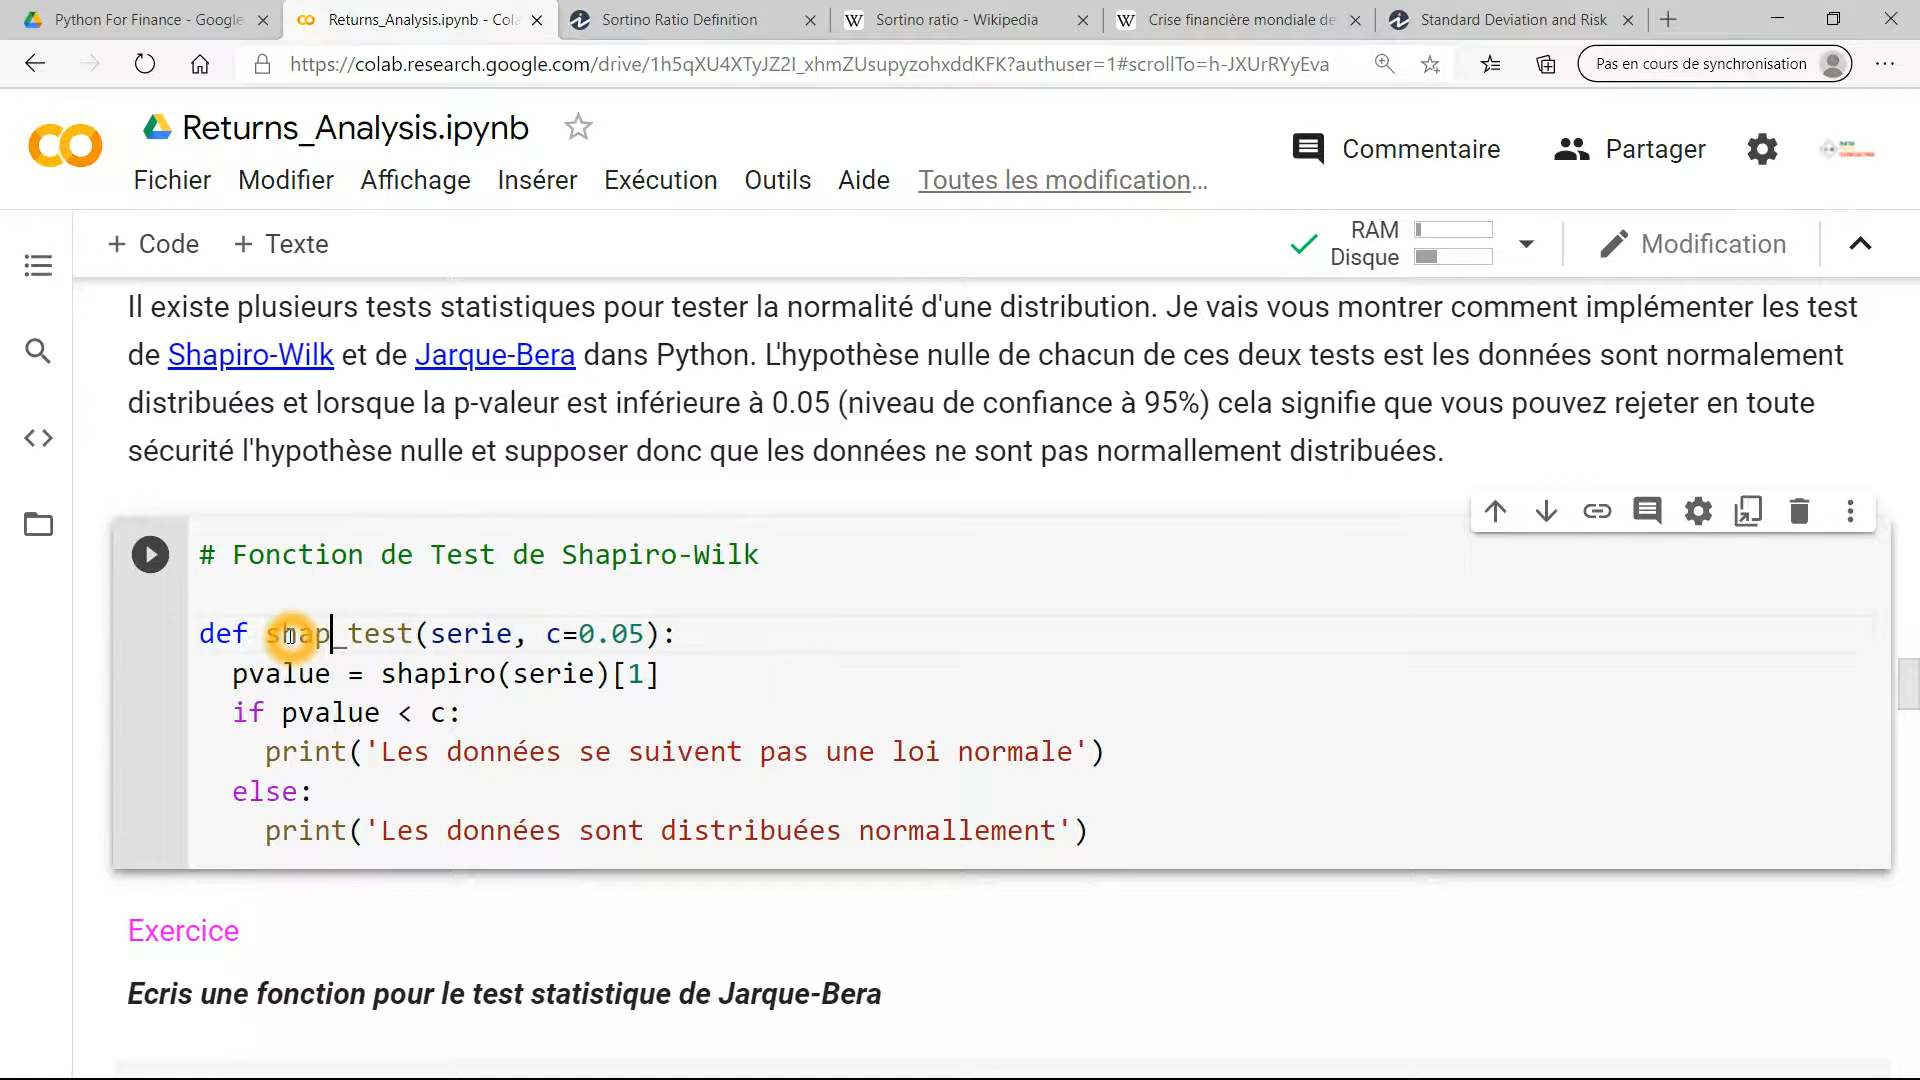 Python For Finance - Google
Returns_Analysis.ipynb - Cola
Sortino Ratio Definition
Sortino ratio - Wikipedia
Crise financière mondiale de
Standard Deviation and Risk
https://colab.research.google.com/drive/1h5qXU4XTyJZ2I_xhmZUsupyzohxddKFK?authuser=1#scrollTo=h-JXUrRYyEva
Pas en cours de synchronisation
Returns_Analysis.ipynb
Commentaire
Partager
Fichier Modifier Affichage Insérer Exécution Outils Aide Toutes les modification…
+ Code + Texte
RAM
Disque
Modification
Il existe plusieurs tests statistiques pour tester la normalité d'une distribution. Je vais vous montrer comment implémenter les test
de Shapiro-Wilk et de Jarque-Bera dans Python. L'hypothèse nulle de chacun de ces deux tests est les données sont normalement
distribuées et lorsque la p-valeur est inférieure à 0.05 (niveau de confiance à 95%) cela signifie que vous pouvez rejeter en toute
sécurité l'hypothèse nulle et supposer donc que les données ne sont pas normallement distribuées.
# Fonction de Test de Shapiro-Wilk
def shap_test(serie, c=0.05):
pvalue = shapiro(serie)[1]
if pvalue < c:
print('Les données se suivent pas une loi normale')
else:
print('Les données sont distribuées normallement')
Exercice
Ecris une fonction pour le test statistique de Jarque-Bera